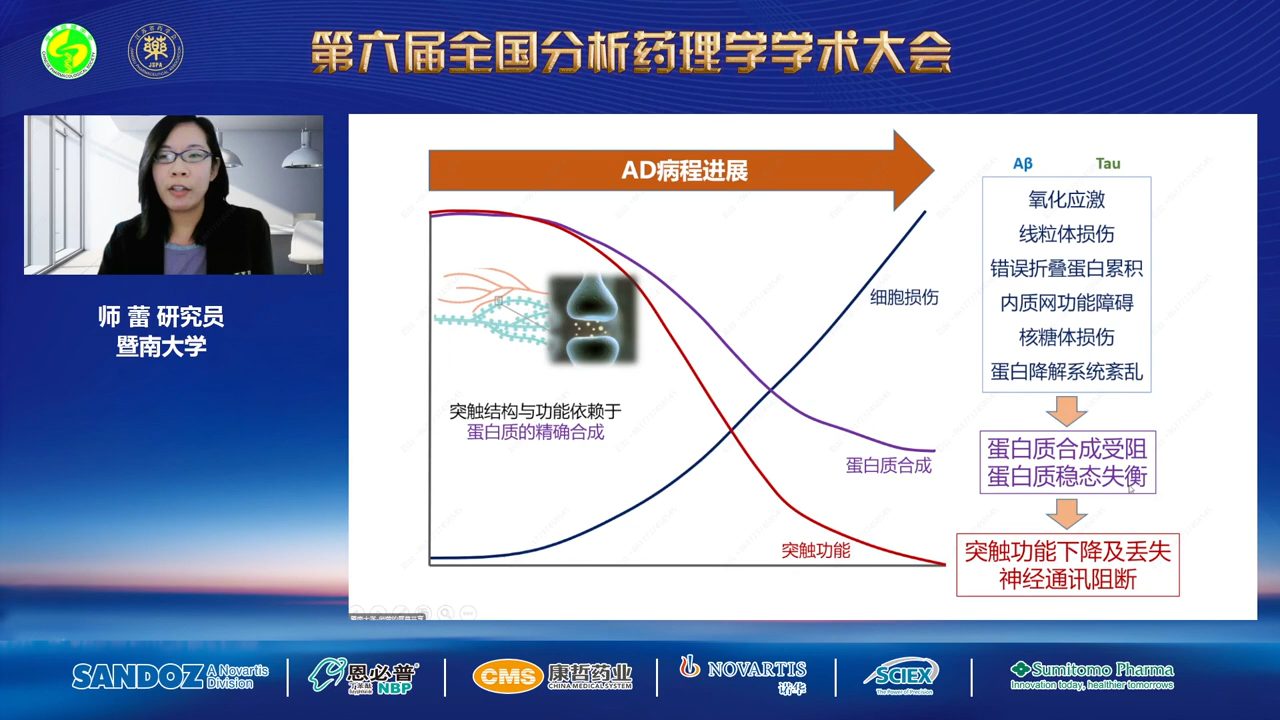 第六届全国分析药理学学术大会
JSPA
师 蕾 研究员
暨南大学
AD病程进展
Aβ
Tau
氧化应激
线粒体损伤
错误折叠蛋白累积
内质网功能障碍
核糖体损伤
蛋白降解系统紊乱
细胞损伤
突触结构与功能依赖于
蛋白质的精确合成
蛋白质合成
突触功能
蛋白质合成受阻
蛋白质稳态失衡
突触功能下降及丢失
神经通讯阻断
SANDOZ A Novartis
Division
恩必普
NBP
CMS 康哲药业
CHINA MEDICAL SYSTEM
NOVARTIS
诺华
SCIEX
The Power of Precision
Sumitomo Pharma
Innovation today, healthier tomorrows